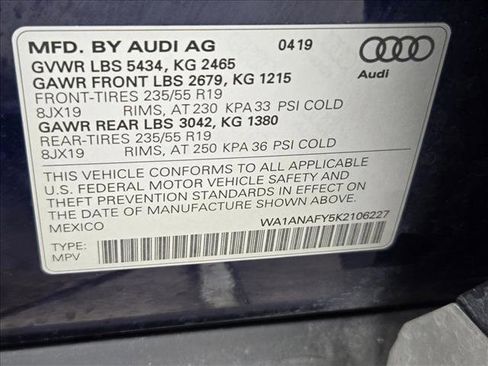 MFD. BY AUDI AG 0419
GVWR LBS 5434, KG 2465
GAWR FRONT LBS 2679, KG 1215
FRONT-TIRES 235/55 R19
8JX19 RIMS, AT 230 KPA 33 PSI COLD
GAWR REAR LBS 3042, KG 1380
REAR-TIRES 235/55 R19
8JX19 RIMS, AT 250 KPA 36 PSI COLD
Audi
THIS VEHICLE CONFORMS TO ALL APPLICABLE
U.S. FEDERAL MOTOR VEHICLE SAFETY AND
THEFT PREVENTION STANDARDS IN EFFECT ON
THE DATE OF MANUFACTURE SHOWN ABOVE.
MEXICO WA1ANAFY5K2106227
TYPE:
MPV